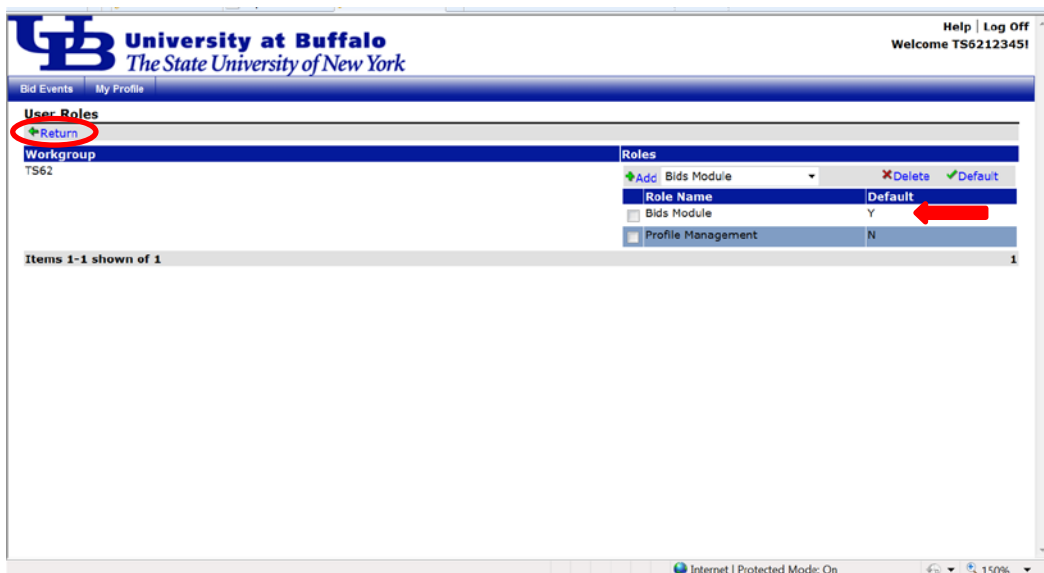 UB
University at Buffalo
The State University of New York
Help | Log Off
Welcome TS6212345!
Bid Events My Profile
User Roles
Return
Workgroup Roles
TS62
Add Bids Module Delete Default
Role Name Default
Bids Module Y
Profile Management N
Items 1-1 shown of 1 1
Internet | Protected Mode: On 150%